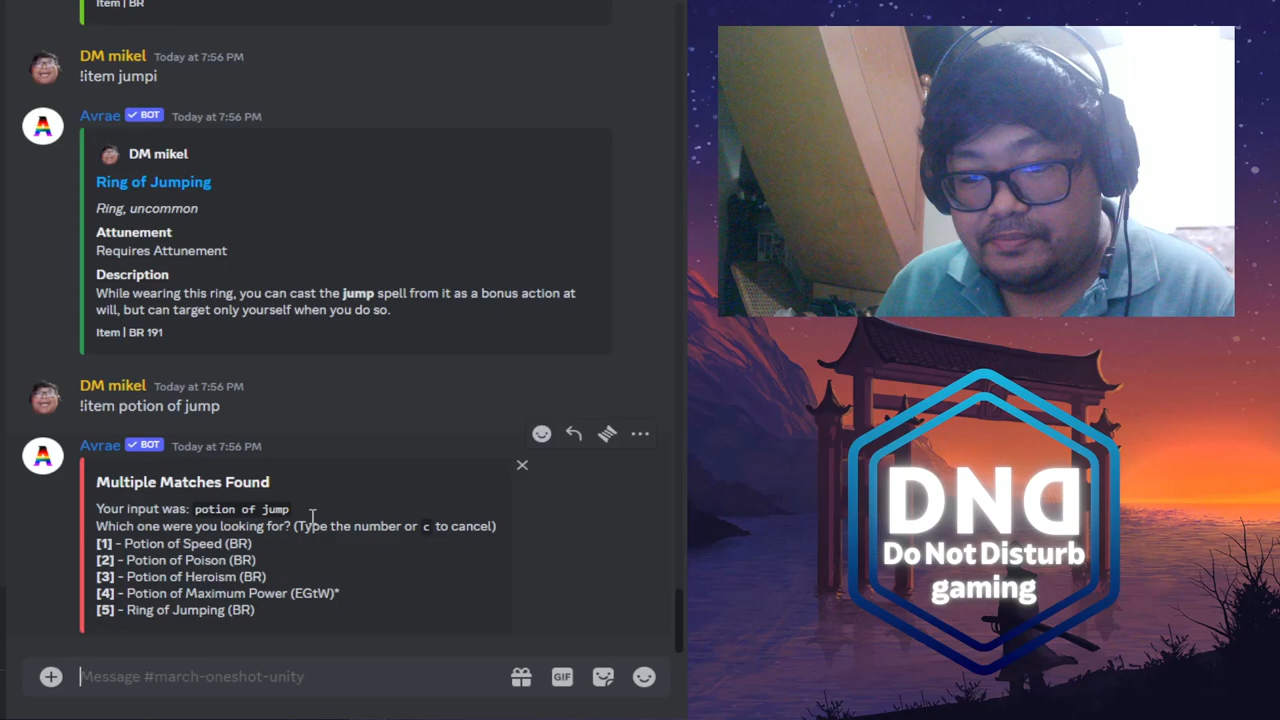 Item | BR
DM mikel Today at 7:56 PM
!item jumpi
A
Avrae ✓ BOT Today at 7:56 PM
DM mikel
Ring of Jumping
Ring, uncommon
Attunement
Requires Attunement
Description
While wearing this ring, you can cast the jump spell from it as a bonus action at
will, but can target only yourself when you do so.
Item | BR 191
DM mikel Today at 7:56 PM
!item potion of jump
A
Avrae ✓ BOT Today at 7:56 PM
Multiple Matches Found
Your input was: potion of jump
Which one were you looking for? (Type the number or c to cancel)
[1] - Potion of Speed (BR)
[2] - Potion of Poison (BR)
[3] - Potion of Heroism (BR)
[4] - Potion of Maximum Power (EGtW)*
[5] - Ring of Jumping (BR)
Message #march-oneshot-unity
GIF
DND
Do Not Disturb
gaming